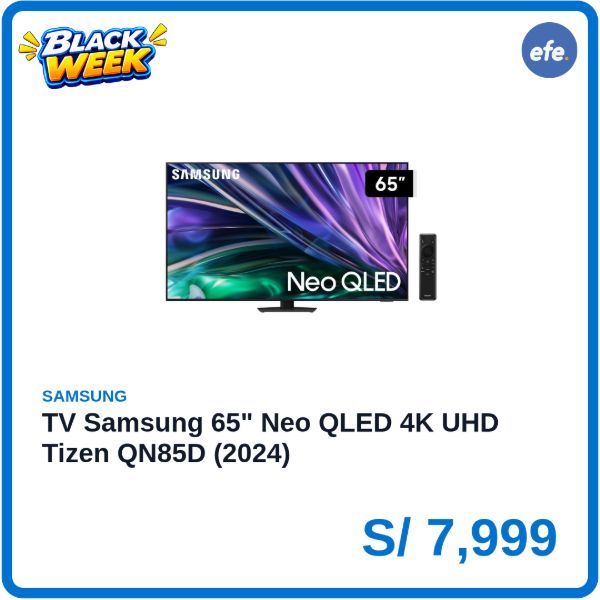 BLACK
WEEK
efe.
SAMSUNG
65"
Neo QLED
SAMSUNG
TV Samsung 65" Neo QLED 4K UHD
Tizen QN85D (2024)
S/ 7,999